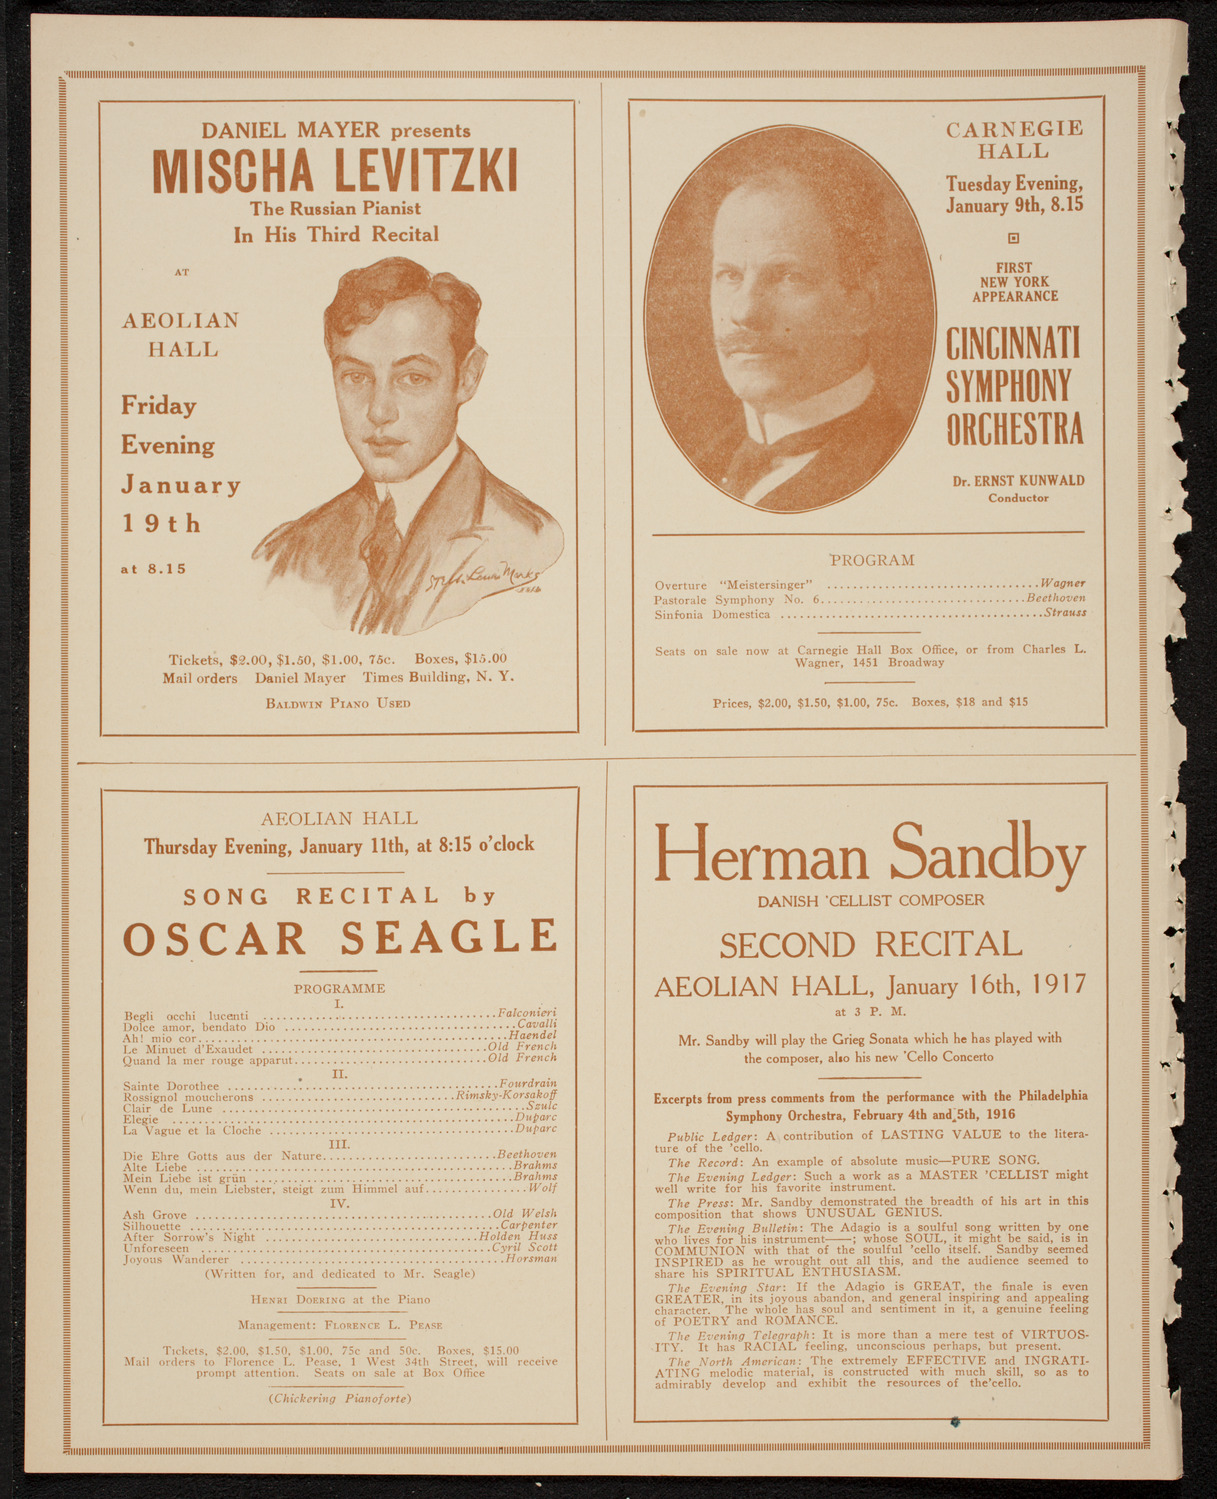 DANIEL MAYER presents
MISCHA LEVITZKI
The Russian Pianist
In His Third Recital
AT
AEOLIAN
HALL
Friday
Evening
January
19th
at 8.15
Tickets, $2.00, $1.50, $1.00, 75c. Boxes, $15.00
Mail orders Daniel Mayer Times Building, N. Y.
BALDWIN PIANO USED
CARNEGIE
HALL
Tuesday Evening,
January 9th, 8.15
FIRST
NEW YORK
APPEARANCE
CINCINNATI
SYMPHONY
ORCHESTRA
Dr. ERNST KUNWALD
Conductor
PROGRAM
Overture "Meistersinger" ..............................Wagner
Pastorale Symphony No. 6..............................Beethoven
Sinfonia Domestica ..............................Strauss
Seats on sale now at Carnegie Hall Box Office, or from Charles L.
Wagner, 1451 Broadway
Prices, $2.00, $1.50, $1.00, 75c. Boxes, $18 and $15
AEOLIAN HALL
Thursday Evening, January 11th, at 8:15 o'clock
SONG RECITAL by
OSCAR SEAGLE
PROGRAMME
I.
Begli occhi lucenti ..............................Falconieri
Dolce amor, bendato Dio ..............................Cavalli
Ah! mio cor..............................Haendel
Le Minuet d'Exaudet ..............................Old French
Quand la mer rouge apparut..............................Old French
II.
Sainte Dorothee ..............................Fourdrain
Rossignol moucherons ..............................Rimsky-Korsakoff
Clair de Lune ..............................Szulc
Elegie ..............................Duparc
La Vague et la Cloche ..............................Duparc
III.
Die Ehre Gotts aus der Nature..............................Beethoven
Alte Liebe ..............................Brahms
Mein Liebe ist grün ..............................Brahms
Wenn du, mein Liebster, steigt zum Himmel auf................Wolf
IV.
Ash Grove ..............................Old Welsh
Silhouette ..............................Carpenter
After Sorrow's Night ..............................Holden Huss
Unforeseen ..............................Cyril Scott
Joyous Wanderer ..............................Horsman
(Written for, and dedicated to Mr. Seagle)
HENRI DOERING at the Piano
Management: FLORENCE L. PEASE
Tickets, $2.00, $1.50, $1.00, 75c and 50c. Boxes, $15.00
Mail orders to Florence L. Pease, 1 West 34th Street, will receive
prompt attention. Seats on sale at Box Office
(Chickering Pianoforte)
Herman Sandby
DANISH 'CELLIST COMPOSER
SECOND RECITAL
AEOLIAN HALL, January 16th, 1917
at 3 P. M.
Mr. Sandby will play the Grieg Sonata which he has played with
the composer, also his new 'Cello Concerto
Excerpts from press comments from the performance with the Philadelphia
Symphony Orchestra, February 4th and 5th, 1916
Public Ledger: A contribution of LASTING VALUE to the litera-
ture of the 'cello.
The Record: An example of absolute music—PURE SONG.
The Evening Ledger: Such a work as a MASTER 'CELLIST might
well write for his favorite instrument.
The Press: Mr. Sandby demonstrated the breadth of his art in this
composition that shows UNUSUAL GENIUS.
The Evening Bulletin: The Adagio is a soulful song written by one
who lives for his instrument——; whose SOUL, it might be said, is in
COMMUNION with that of the soulful 'cello itself. Sandby seemed
INSPIRED as he wrought out all this, and the audience seemed to
share his SPIRITUAL ENTHUSIASM.
The Evening Star: If the Adagio is GREAT, the finale is even
GREATER, in its joyous abandon, and general inspiring and appealing
character. The whole has soul and sentiment in it, a genuine feeling
of POETRY and ROMANCE.
The Evening Telegraph: It is more than a mere test of VIRTUOS-
ITY. It has RACIAL feeling, unconscious perhaps, but present.
The North American: The extremely EFFECTIVE and INGRATI-
ATING melodic material, is constructed with much skill, so as to
admirably develop and exhibit the resources of the'cello.